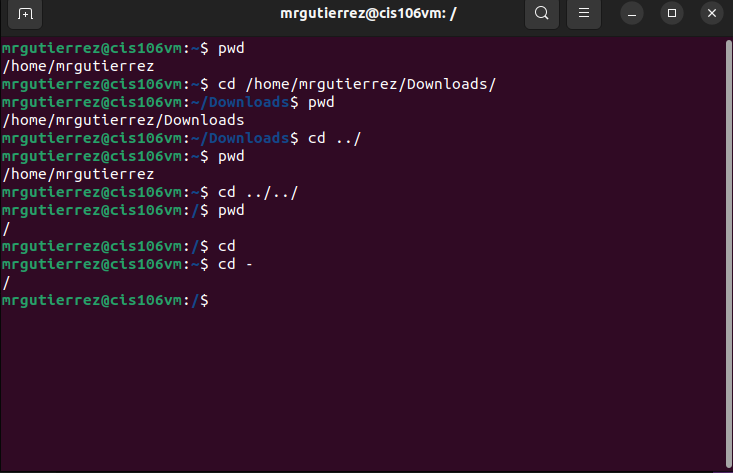 mrgutierrez@cis106vm: /
mrgutierrez@cis106vm:~$ pwd
/home/mrgutierrez
mrgutierrez@cis106vm:~$ cd /home/mrgutierrez/Downloads/
mrgutierrez@cis106vm:~/Downloads$ pwd
/home/mrgutierrez/Downloads
mrgutierrez@cis106vm:~/Downloads$ cd ../
mrgutierrez@cis106vm:~$ pwd
/home/mrgutierrez
mrgutierrez@cis106vm:~$ cd ../../
mrgutierrez@cis106vm:/$ pwd
/
mrgutierrez@cis106vm:/$ cd
mrgutierrez@cis106vm:~$ cd -
/
mrgutierrez@cis106vm:/$